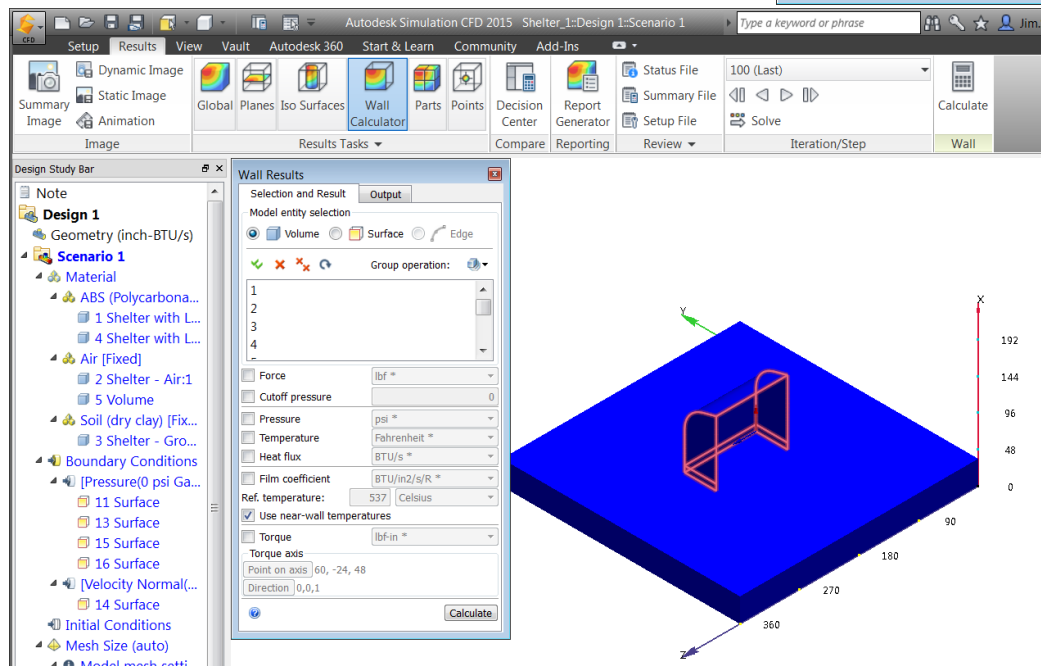 Autodesk Simulation CFD 2015 Shelter_1::Design 1::Scenario 1
Type a keyword or phrase
Jim.
CFD
Setup Results View Vault Autodesk 360 Start & Learn Community Add-Ins
Summary Image
Dynamic Image
Static Image
Animation
Global
Planes
Iso Surfaces
Wall Calculator
Parts
Points
Decision Center
Report Generator
Status File
Summary File
Setup File
100 (Last)
Solve
Calculate
Image
Results Tasks
Compare
Reporting
Review
Iteration/Step
Wall
Design Study Bar
Note
Design 1
Geometry (inch-BTU/s)
Scenario 1
Material
ABS (Polycarbona...
1 Shelter with L...
4 Shelter with L...
Air [Fixed]
2 Shelter - Air:1
5 Volume
Soil (dry clay) [Fix...
3 Shelter - Gro...
Boundary Conditions
[Pressure(0 psi Ga...
11 Surface
13 Surface
15 Surface
16 Surface
[Velocity Normal(...
14 Surface
Initial Conditions
Mesh Size (auto)
Model mesh setti
Wall Results
Selection and Result
Output
Model entity selection
Volume
Surface
Edge
Group operation:
1
2
3
4
Force
lbf *
Cutoff pressure
0
Pressure
psi *
Temperature
Fahrenheit *
Heat flux
BTU/s *
Film coefficient
BTU/in2/s/R *
Ref. temperature:
537
Celsius
Use near-wall temperatures
Torque
lbf-in *
Torque axis
Point on axis
60, -24, 48
Direction
0,0,1
Calculate
Y
X
192
144
96
48
0
90
180
270
360
Z